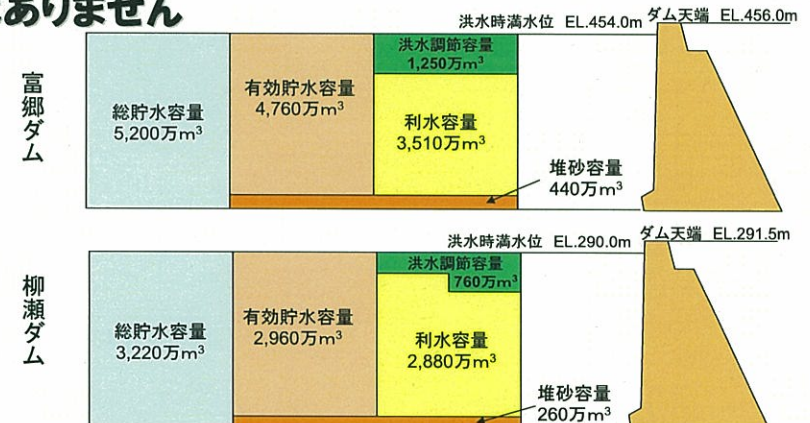 はありません
洪水時満水位 EL.454.0m
ダム天端 EL.456.0m
富郷ダム
総貯水容量
5,200万m³
有効貯水容量
4,760万m³
洪水調節容量
1,250万m³
利水容量
3,510万m³
堆砂容量
440万m³
洪水時満水位 EL.290.0m
ダム天端 EL.291.5m
柳瀬ダム
総貯水容量
3,220万m³
有効貯水容量
2,960万m³
洪水調節容量
760万m³
利水容量
2,880万m³
堆砂容量
260万m³